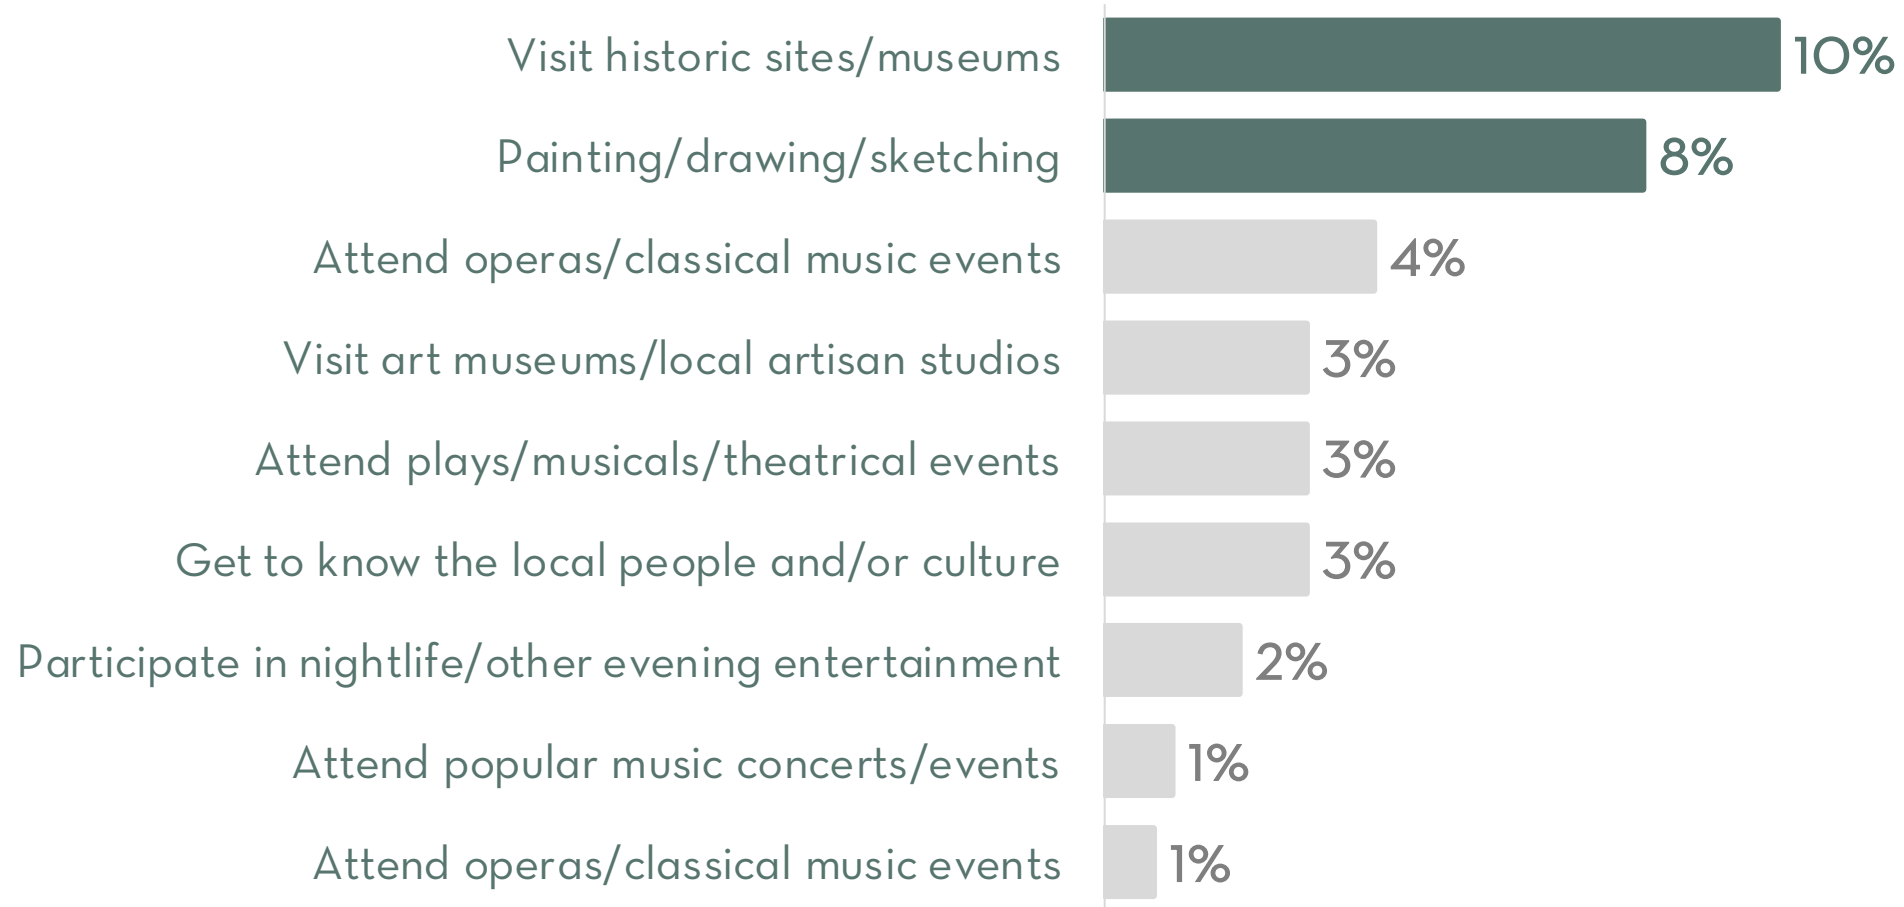 Visit historic sites/museums 10%
Painting/drawing/sketching 8%
Attend operas/classical music events 4%
Visit art museums/local artisan studios 3%
Attend plays/musicals/theatrical events 3%
Get to know the local people and/or culture 3%
Participate in nightlife/other evening entertainment 2%
Attend popular music concerts/events 1%
Attend operas/classical music events 1%